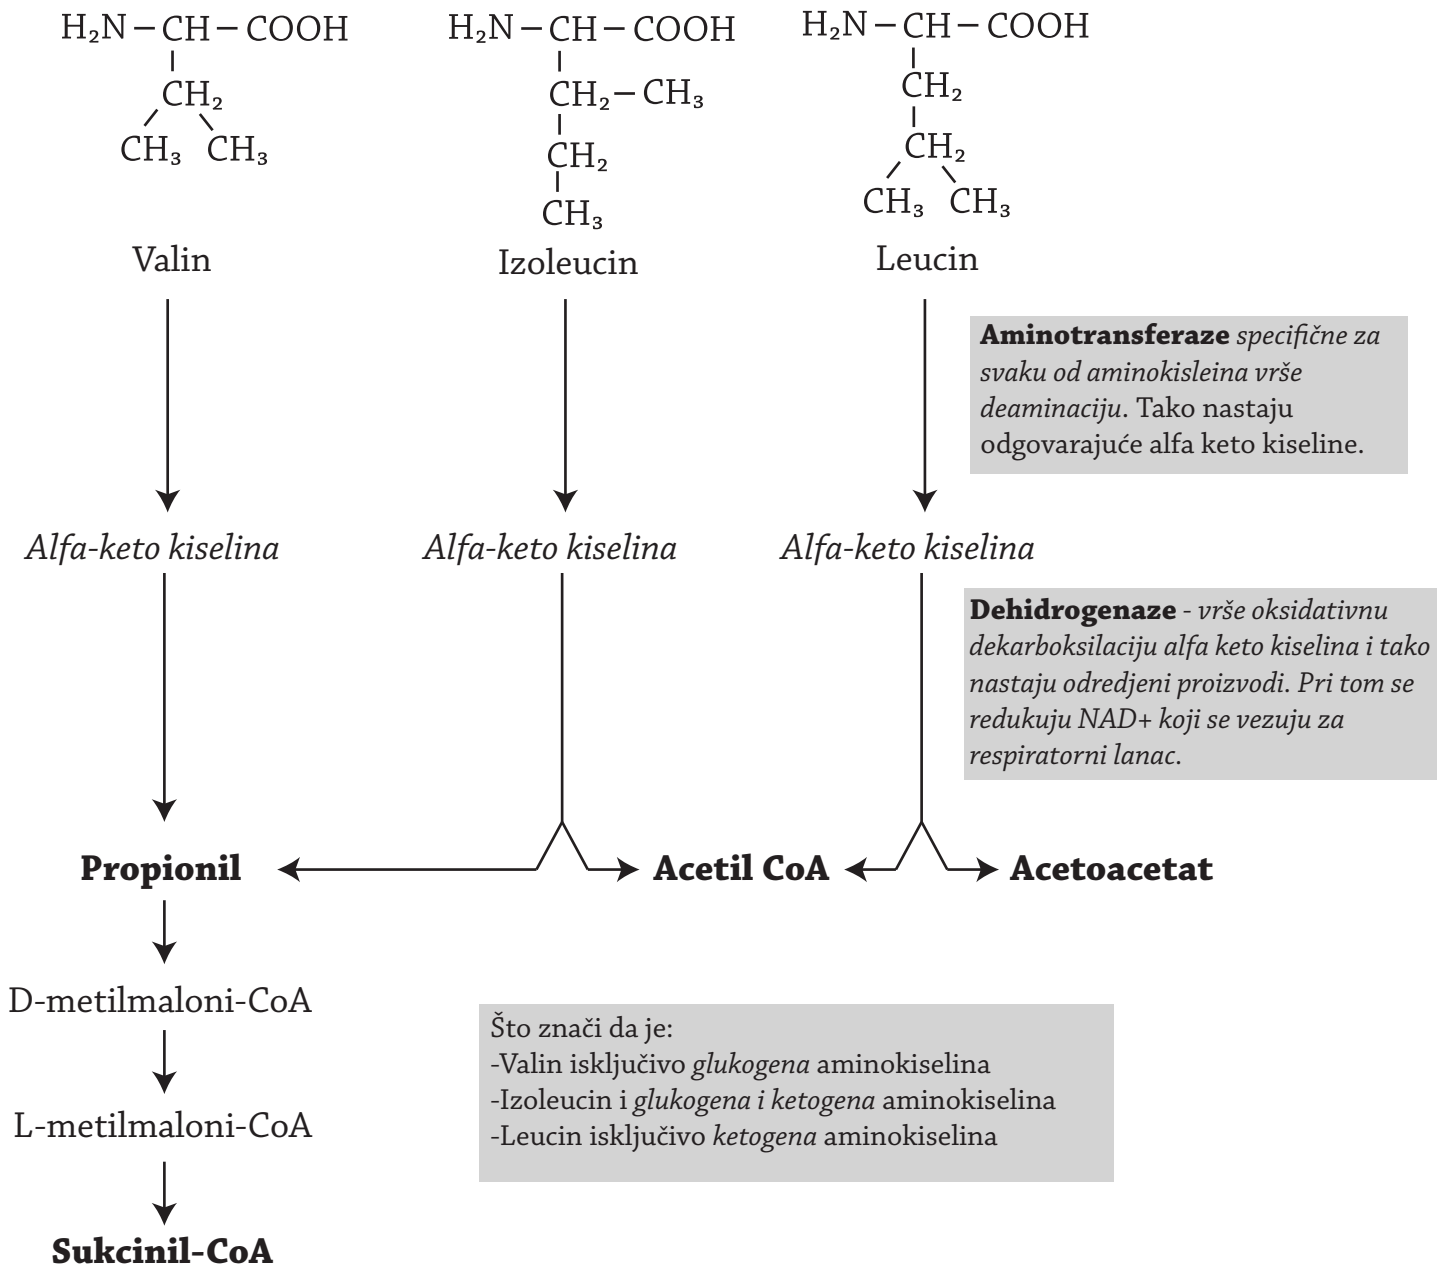 H₂N – CH – COOH
CH₂
CH₃ CH₃
Valin
H₂N – CH – COOH
CH₂ – CH₃
CH₂
CH₃
Izoleucin
H₂N – CH – COOH
CH₂
CH₂
CH₃ CH₃
Leucin
Aminotransferaze specifične za
svaku od aminokisleina vrše
deaminaciju. Tako nastaju
odgovarajuće alfa keto kiseline.
Alfa-keto kiselina
Alfa-keto kiselina
Alfa-keto kiselina
Dehidrogenaze - vrše oksidativnu
dekarboksilaciju alfa keto kiselina i tako
nastaju odredjeni proizvodi. Pri tom se
redukuju NAD+ koji se vezuju za
respiratorni lanac.
Propionil
Acetil CoA
Acetoacetat
D-metilmaloni-CoA
L-metilmaloni-CoA
Sukcinil-CoA
Što znači da je:
-Valin isključivo glukogena aminokiselina
-Izoleucin i glukogena i ketogena aminokiselina
-Leucin isključivo ketogena aminokiselina